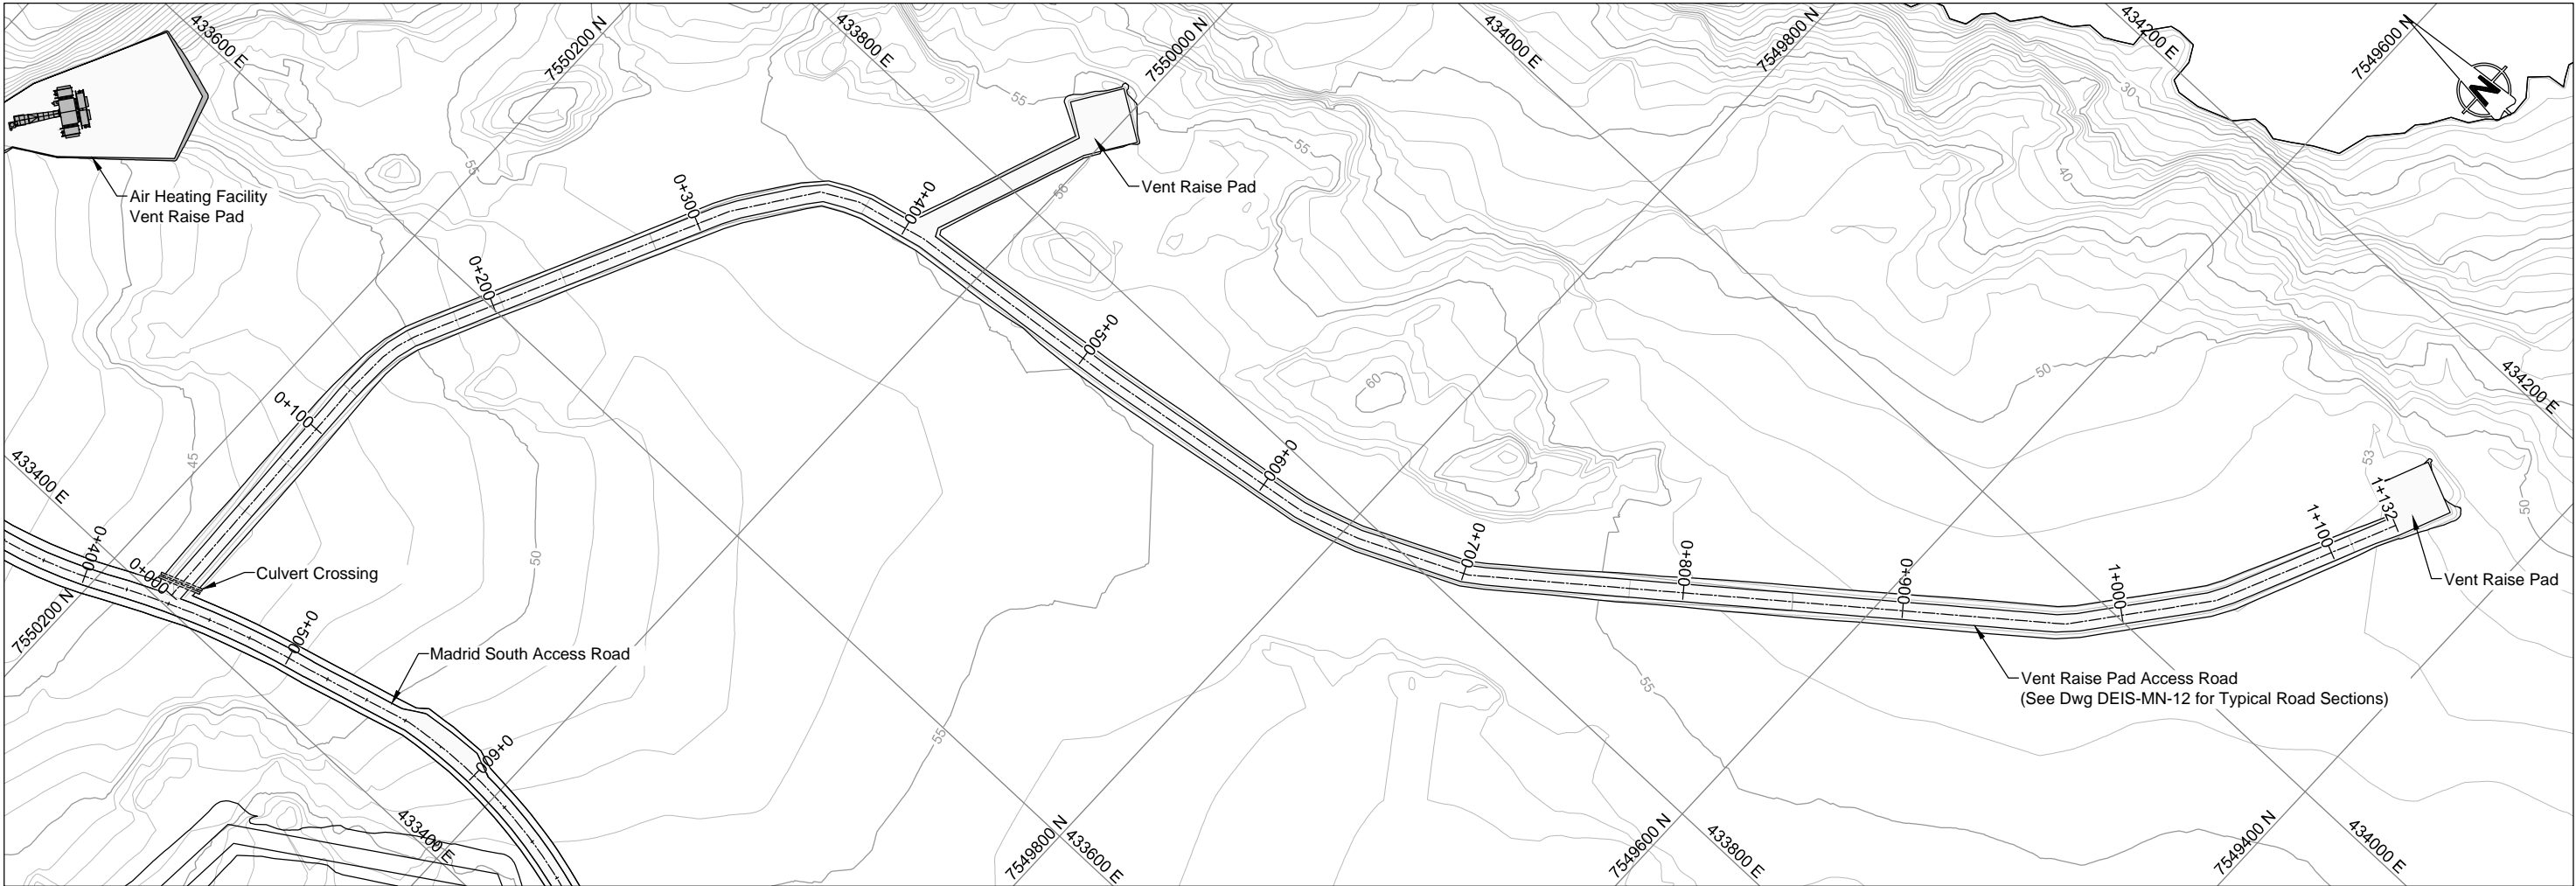 433600 E
7550200 N
433800 E
7550000 N
434000 E
7549800 N
434200 E
7549600 N
N
30
55
55
55
40
50
Air Heating Facility
Vent Raise Pad
Vent Raise Pad
0+300
0+400
0+200
0+500
0+100
60
50
434200 E
45
433400 E
0+600
53
1+132
50
1+100
0+400
0+000
50
0+700
0+800
0+900
1+000
Culvert Crossing
Vent Raise Pad
7550200 N
0+500
Madrid South Access Road
55
Vent Raise Pad Access Road
(See Dwg DEIS-MN-12 for Typical Road Sections)
55
0+600
433400 E
7549800 N
433600 E
7549600 N
433800 E
7549400 N
434000 E